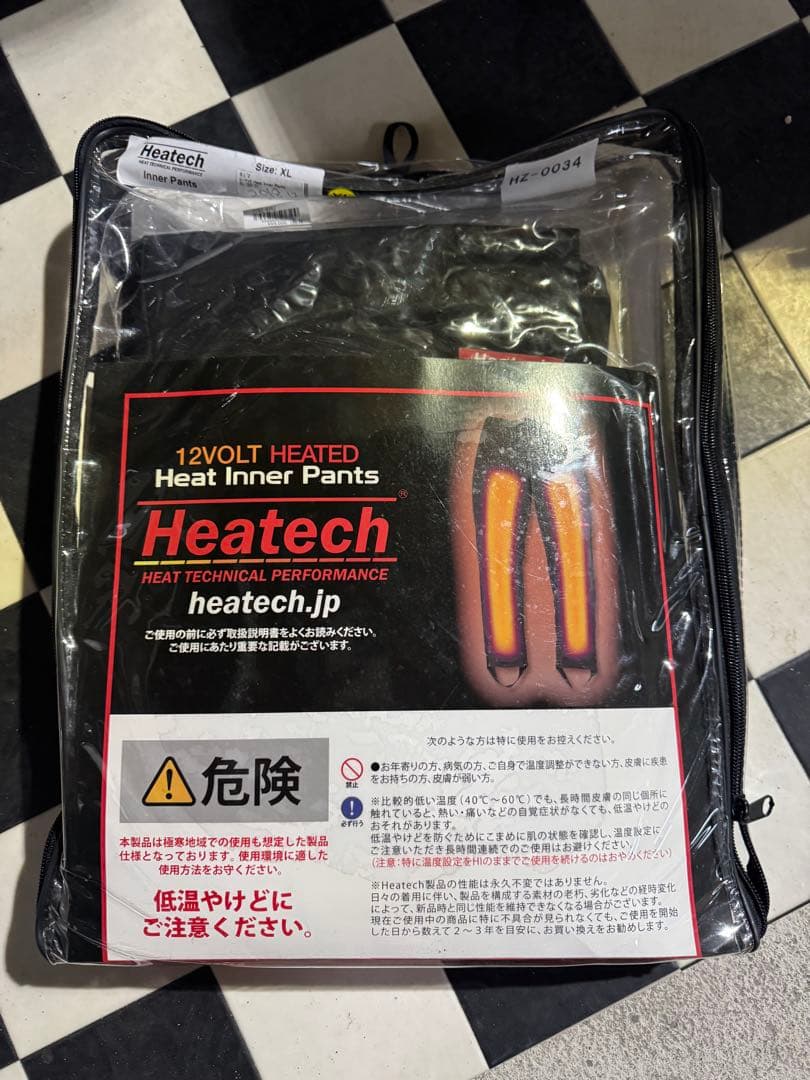 Heatech
HEAT TECHNICAL PERFORMANCE
Inner Pants
Size: XL
HZ-0034
12VOLT HEATED
Heat Inner Pants
Heatech®
HEAT TECHNICAL PERFORMANCE
heatech.jp
ご使用の前に必ず取扱説明書をよくお読みください。
ご使用にあたり重要な記載がございます。
危険
本製品は極寒地域での使用も想定した製品
仕様となっております。使用環境に適した
使用方法をお守りください。
低温やけどに
ご注意ください。
次のような方は特に使用をお控えください。
禁止
●お年寄りの方、病気の方、ご自身で温度調整ができない方、皮膚に疾患
をお持ちの方、皮膚が弱い方。
必ず行う
※比較的低い温度(40℃〜60℃)でも、長時間皮膚の同じ個所に
触れていると、熱い・痛いなどの自覚症状がなくても、低温やけどの
おそれがあります。
低温やけどを防ぐためにこまめに肌の状態を確認し、温度設定に
ご注意いただき長時間連続でのご使用はお避けください。
(注意:特に温度設定をHIのままでご使用を続けるのはおやめください)
※Heatech製品の性能は永久不変ではありません。
日々の着用に伴い、製品を構成する素材の老朽、劣化などの経時変化
によって、新品時と同じ性能を維持できなくなる場合がございます。
現在ご使用中の商品に特に不具合が見られなくても、ご使用を開始
した日から数えて2〜3年を目安に、お買い換えをお勧めします。